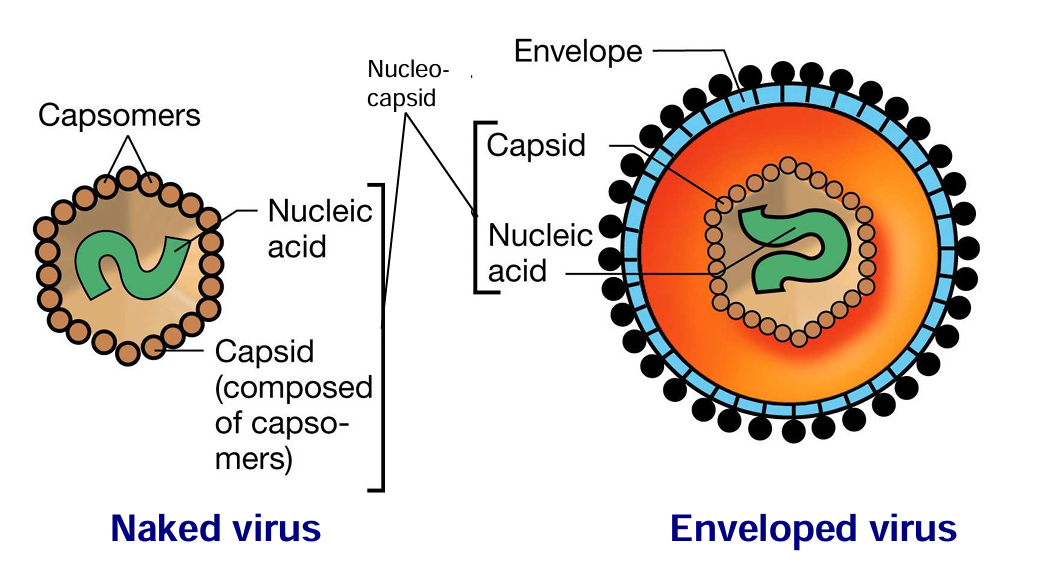 Capsomers
Nucleic
acid
Capsid
(composed
of capso-
mers)
Naked virus
Nucleo-
capsid
Envelope
Capsid
Nucleic
acid
Enveloped virus